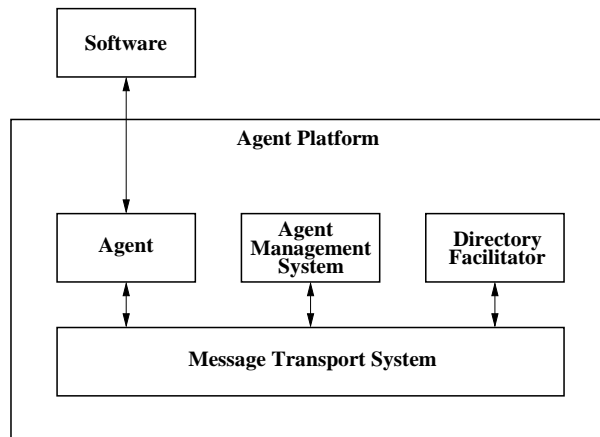 Software
Agent Platform
Agent
Agent
Management
System
Directory
Facilitator
Message Transport System